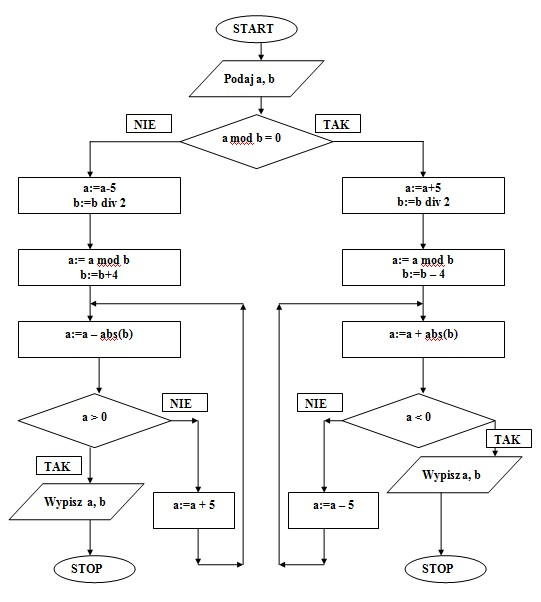 START
Podaj a, b
NIE
TAK
a mod b = 0
a:=a-5
b:=b div 2
a:=a+5
b:=b div 2
a:= a mod b
b:=b+4
a:= a mod b
b:=b – 4
a:=a – abs(b)
a:=a + abs(b)
NIE
NIE
a > 0
a < 0
TAK
TAK
Wypisz a, b
a:=a + 5
a:=a – 5
Wypisz a, b
STOP
STOP